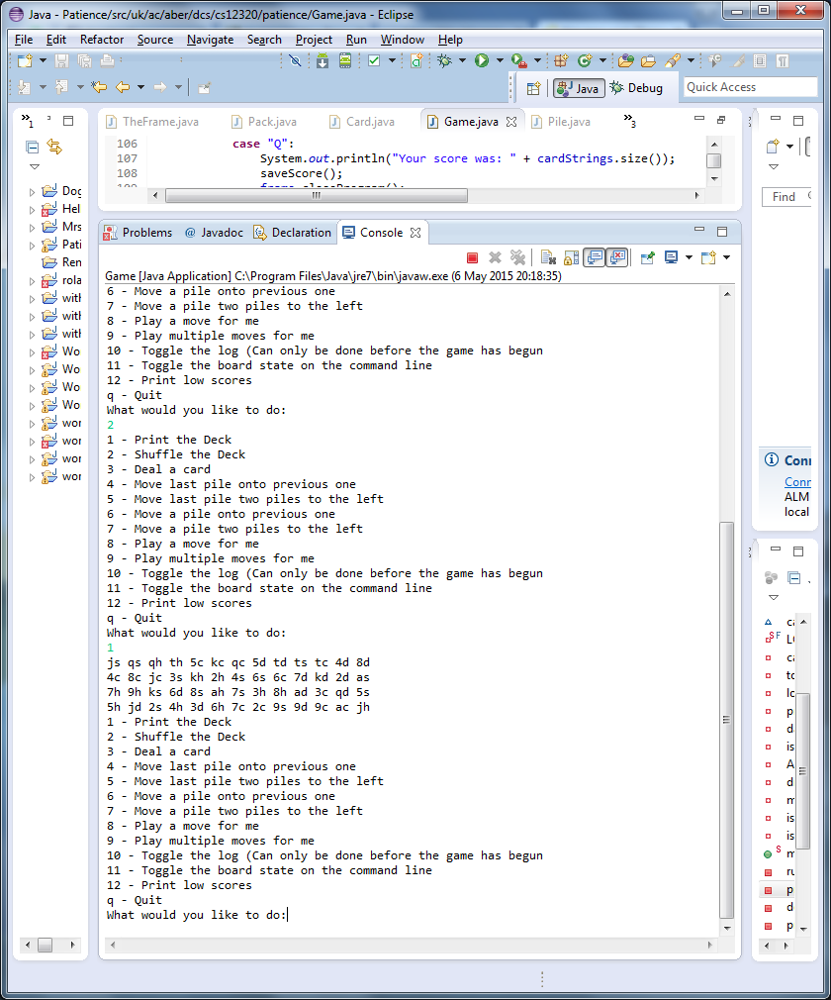 Java - Patience/src/uk/ac/aber/dcs/cs12320/patience/Game.java - Eclipse
File Edit Refactor Source Navigate Search Project Run Window Help
Java Debug Quick Access
1
TheFrame.java Pack.java Card.java Game.java Pile.java 3
106 case "Q":
107 System.out.println("Your score was: " + cardStrings.size());
108 saveScore();
Find
Dog
Hel
Mrs
Pati
Ren
rola
with
with
with
Wo
Wo
Wo
Wo
wor
wor
wor
wor
Problems Javadoc Declaration Console
Game [Java Application] C:\Program Files\Java\jre7\bin\javaw.exe (6 May 2015 20:18:35)
6 - Move a pile onto previous one
7 - Move a pile two piles to the left
8 - Play a move for me
9 - Play multiple moves for me
10 - Toggle the log (Can only be done before the game has begun
11 - Toggle the board state on the command line
12 - Print low scores
q - Quit
What would you like to do:
2
1 - Print the Deck
2 - Shuffle the Deck
3 - Deal a card
4 - Move last pile onto previous one
5 - Move last pile two piles to the left
6 - Move a pile onto previous one
7 - Move a pile two piles to the left
8 - Play a move for me
9 - Play multiple moves for me
10 - Toggle the log (Can only be done before the game has begun
11 - Toggle the board state on the command line
12 - Print low scores
q - Quit
What would you like to do:
1
js qs qh th 5c kc qc 5d td ts tc 4d 8d
4c 8c jc 3s kh 2h 4s 6s 6c 7d kd 2d as
7h 9h ks 6d 8s ah 7s 3h 8h ad 3c qd 5s
5h jd 2s 4h 3d 6h 7c 2c 9s 9d 9c ac jh
1 - Print the Deck
2 - Shuffle the Deck
3 - Deal a card
4 - Move last pile onto previous one
5 - Move last pile two piles to the left
6 - Move a pile onto previous one
7 - Move a pile two piles to the left
8 - Play a move for me
9 - Play multiple moves for me
10 - Toggle the log (Can only be done before the game has begun
11 - Toggle the board state on the command line
12 - Print low scores
q - Quit
What would you like to do:
Conn
Conr
ALM
local